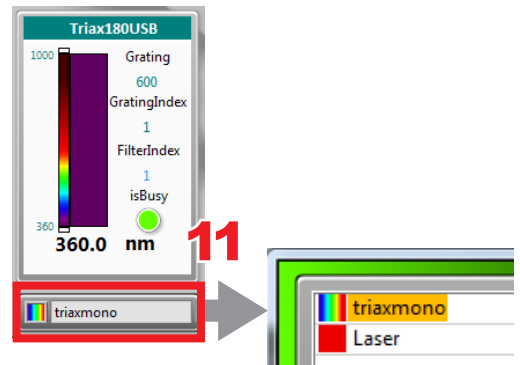 Triax180USB
1000
Grating
600
GratingIndex
1
FilterIndex
1
isBusy
360
360.0 nm
11
triaxmono
triaxmono
Laser